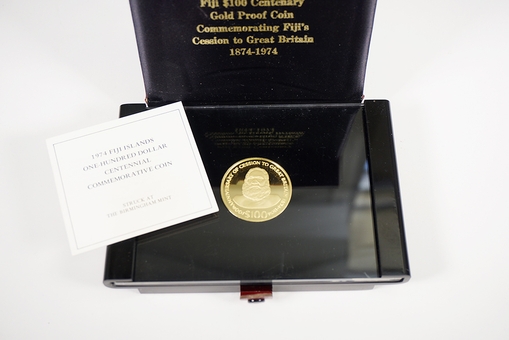 Fiji $100 Centenary
Gold Proof Coin
Commemorating Fiji's
Cession to Great Britain
1874-1974
1974 FIJI ISLANDS
ONE-HUNDRED DOLLAR
CENTENNIAL
COMMEMORATIVE COIN
STRUCK AT
THE BIRMINGHAM MINT
OF CESSION TO GREAT
$100